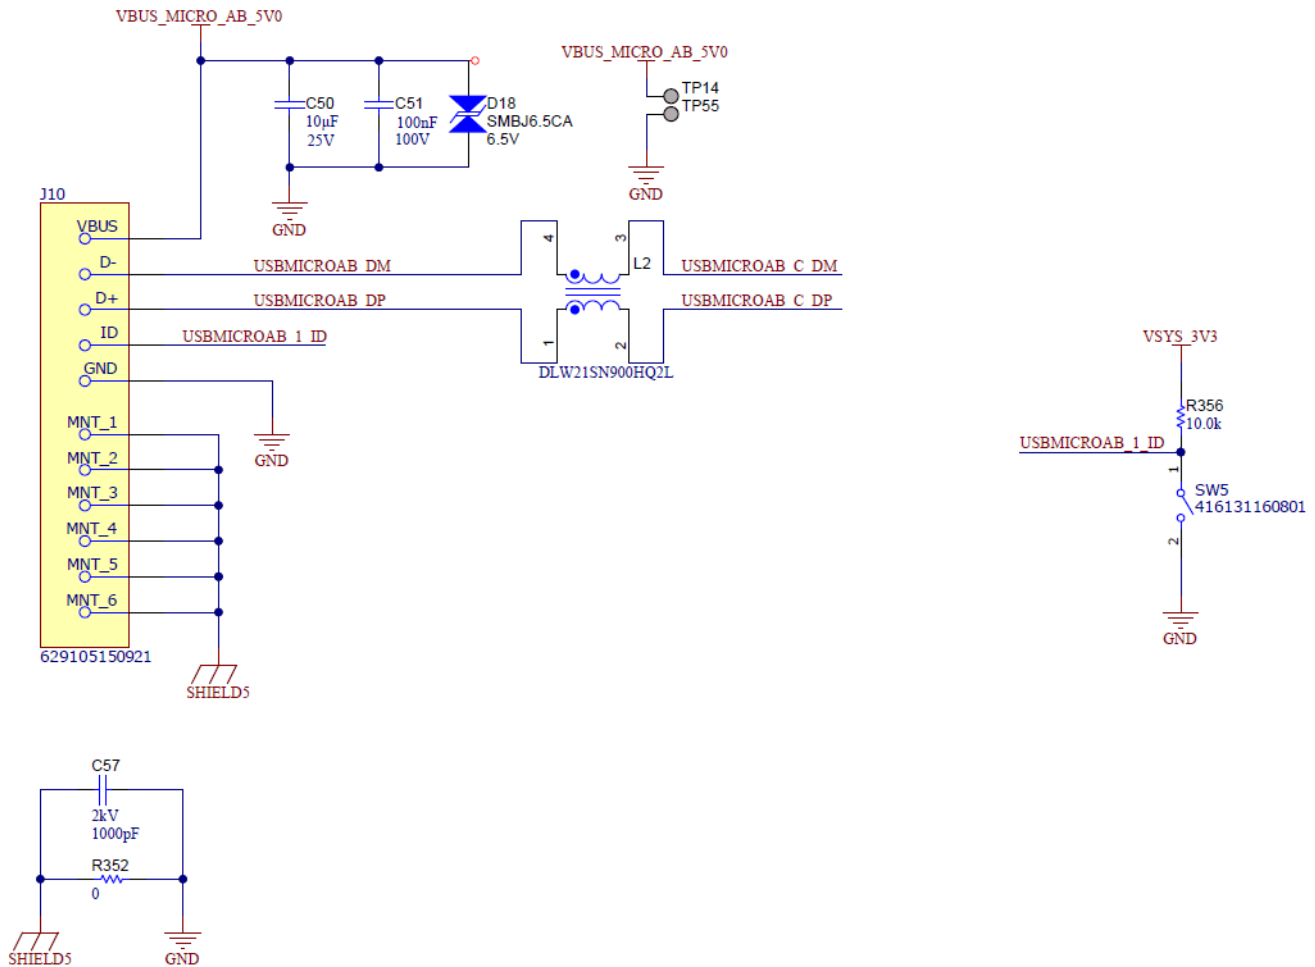 VBUS_MICRO_AB_5V0
C50
10µF
25V
C51
100nF
100V
D18
SMBJ6.5CA
6.5V
VBUS_MICRO_AB_5V0
TP14
TP55
GND
GND
J10
VBUS
D-
D+
ID
GND
MNT_1
MNT_2
MNT_3
MNT_4
MNT_5
MNT_6
629105150921
USBMICROAB_DM
USBMICROAB_DP
USBMICROAB_1_ID
GND
SHIELD5
4
3
L2
1
2
DLW21SN900HQ2L
USBMICROAB_C_DM
USBMICROAB_C_DP
VSYS_3V3
R356
10.0k
USBMICROAB_1_ID
1
SW5
416131160801
2
GND
C57
2kV
1000pF
R352
0
SHIELD5
GND